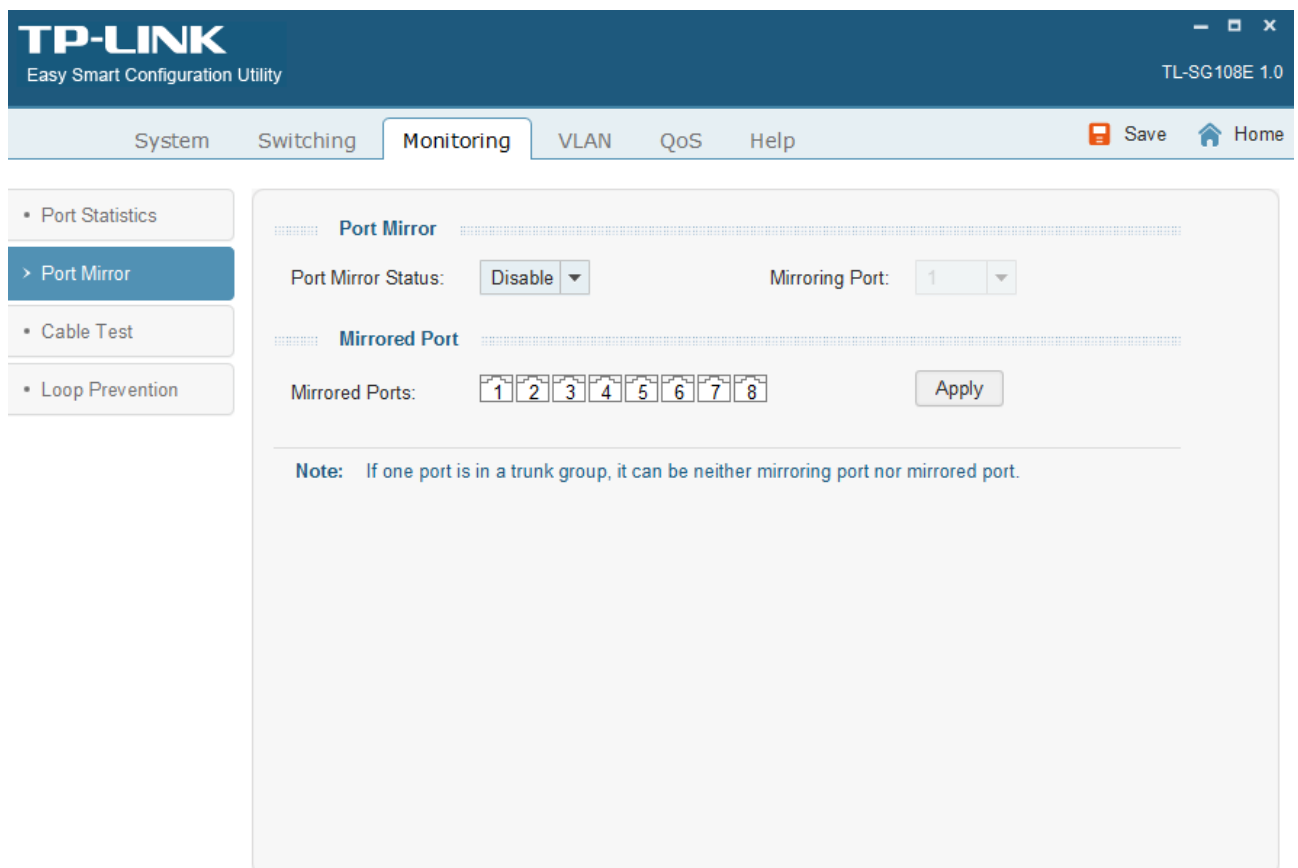 TP-LINK
Easy Smart Configuration Utility
TL-SG108E 1.0
System Switching Monitoring VLAN QoS Help Save Home
Port Statistics
Port Mirror
Cable Test
Loop Prevention
Port Mirror
Port Mirror Status: Disable Mirroring Port: 1
Mirrored Port
Mirrored Ports: 1 2 3 4 5 6 7 8 Apply
Note: If one port is in a trunk group, it can be neither mirroring port nor mirrored port.